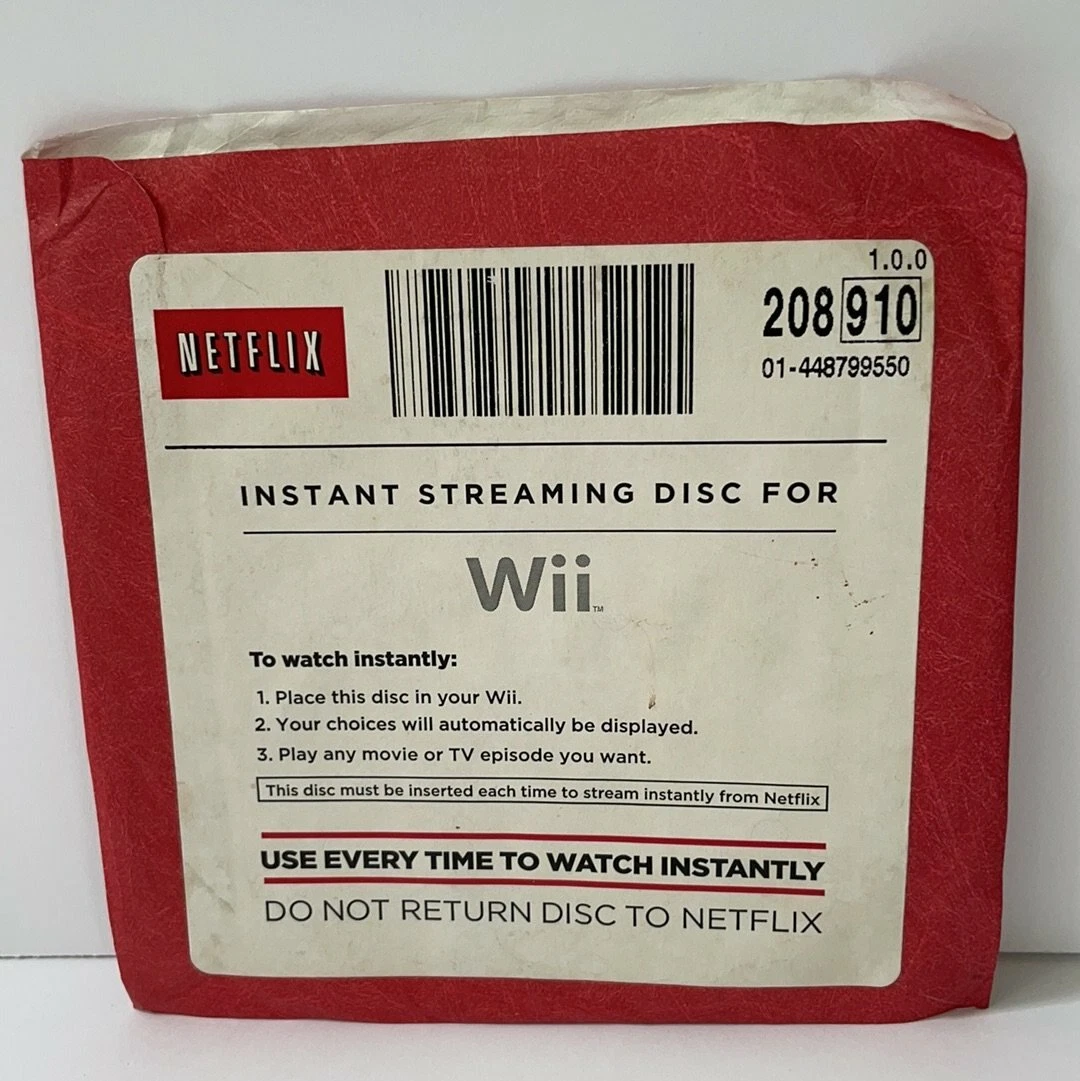 1.0.0
NETFLIX
208 910
01-448799550
INSTANT STREAMING DISC FOR
Wii™
To watch instantly:
1. Place this disc in your Wii.
2. Your choices will automatically be displayed.
3. Play any movie or TV episode you want.
This disc must be inserted each time to stream instantly from Netflix
USE EVERY TIME TO WATCH INSTANTLY
DO NOT RETURN DISC TO NETFLIX